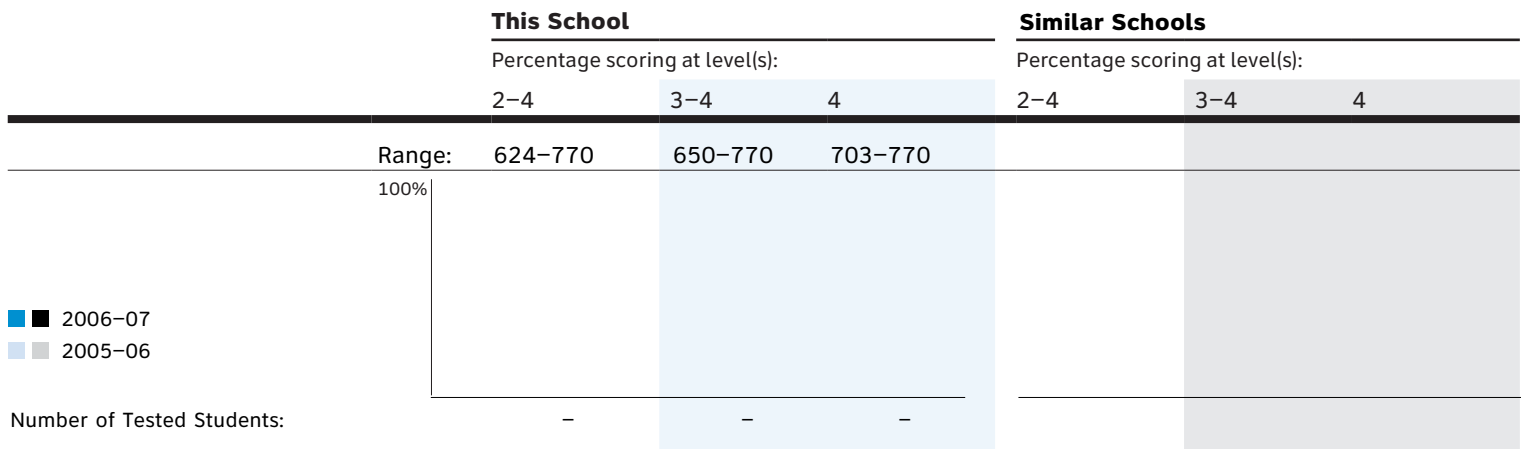 This School Similar Schools
Percentage scoring at level(s): Percentage scoring at level(s):
2–4 3–4 4 2–4 3–4 4
Range: 624–770 650–770 703–770
100%
2006–07
2005–06
Number of Tested Students: – – –